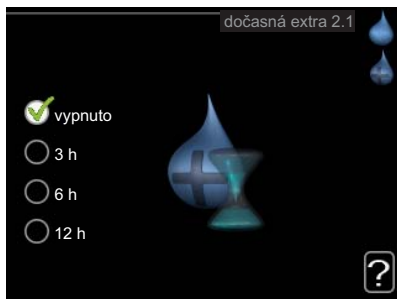 dočasná extra 2.1
vypnuto
3 h
6 h
12 h
?